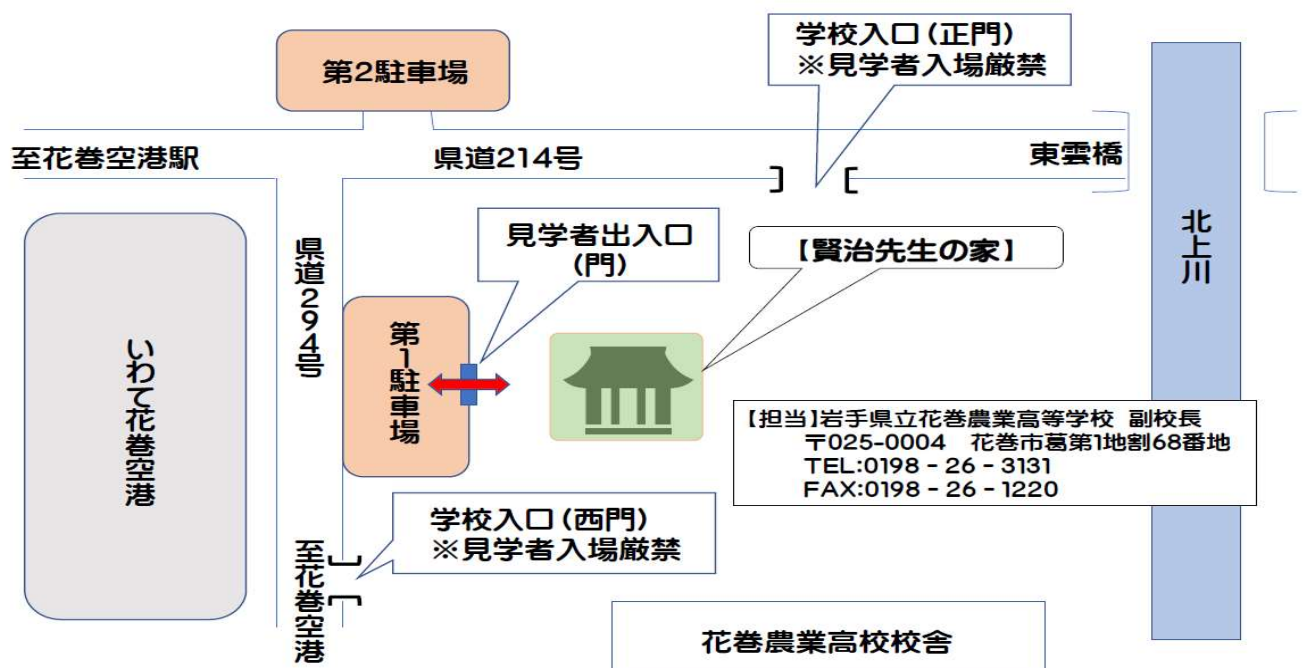 学校入口(正門)
※見学者入場厳禁
第2駐車場
至花巻空港駅
県道214号
東雲橋
北上川
県道294号
見学者出入口
(門)
【賢治先生の家】
いわて花巻空港
第1駐車場
【担当】岩手県立花巻農業高等学校 副校長
〒025-0004 花巻市葛第1地割68番地
TEL:0198 - 26 - 3131
FAX:0198 - 26 - 1220
学校入口(西門)
※見学者入場厳禁
至花巻空港
花巻農業高校校舎